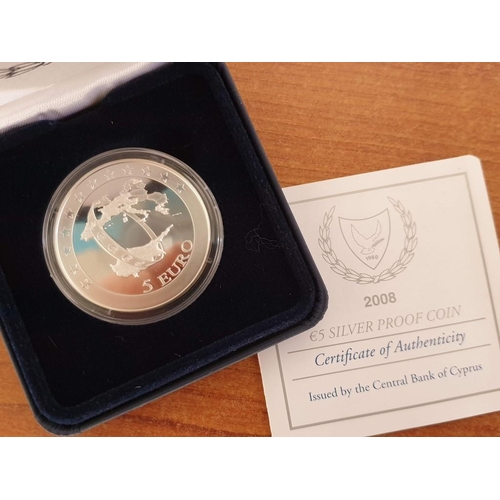 5 EURO
1960
2008
€5 SILVER PROOF COIN
Certificate of Authenticity
Issued by the Central Bank of Cyprus